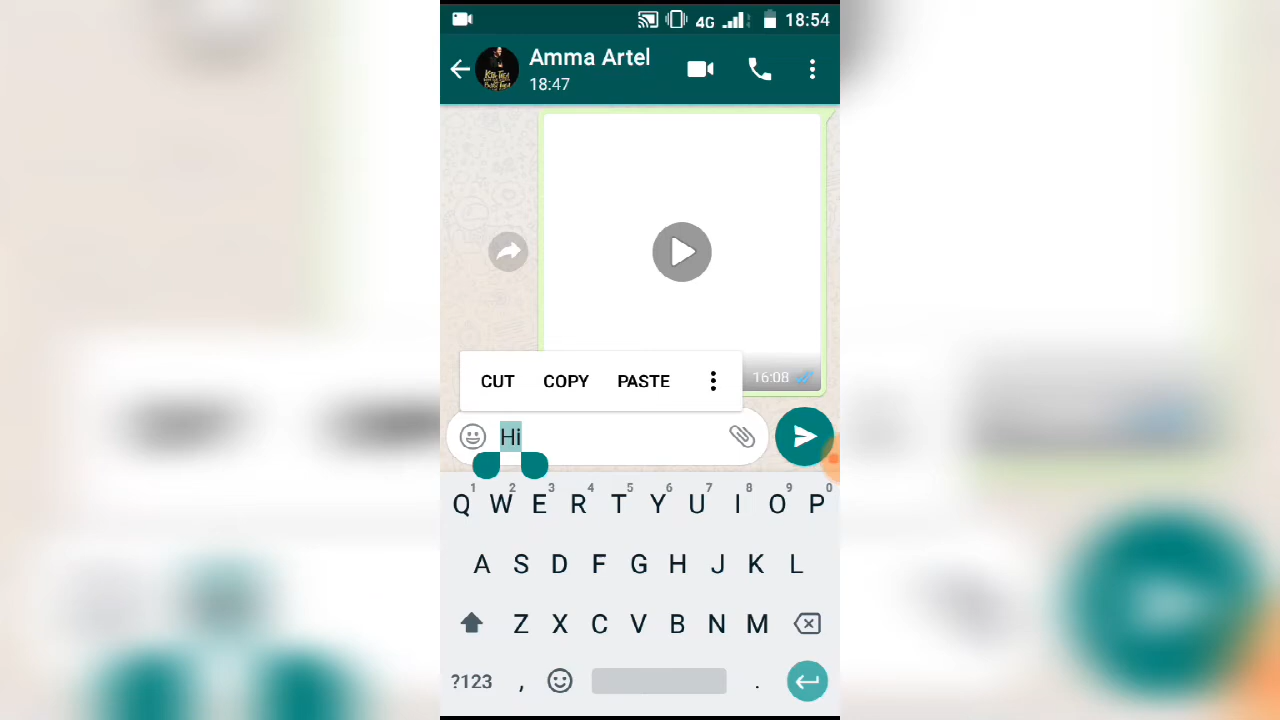 4G 18:54
Amma Artel
18:47
16:08
CUT COPY PASTE
Hi
1 2 3 4 5 6 7 8 9 0
Q W E R T Y U I O P
A S D F G H J K L
Z X C V B N M
?123 , .